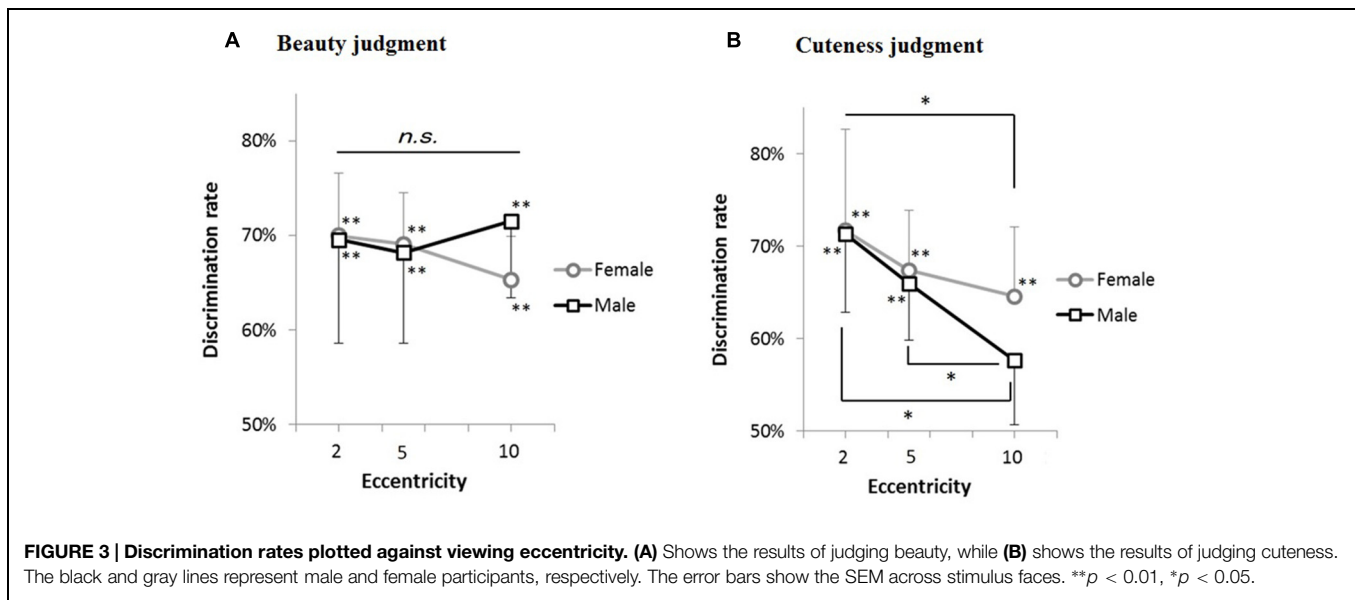 A Beauty judgment
n.s.
80%
70%
60%
50%
Discrimination rate
**
**
**
**
**
**
2 5 10
Eccentricity
Female
Male
B Cuteness judgment
*
80%
70%
60%
50%
Discrimination rate
**
**
**
**
**
*
*
2 5 10
Eccentricity
Female
Male
FIGURE 3 | Discrimination rates plotted against viewing eccentricity. (A) Shows the results of judging beauty, while (B) shows the results of judging cuteness.
The black and gray lines represent male and female participants, respectively. The error bars show the SEM across stimulus faces. **p < 0.01, *p < 0.05.